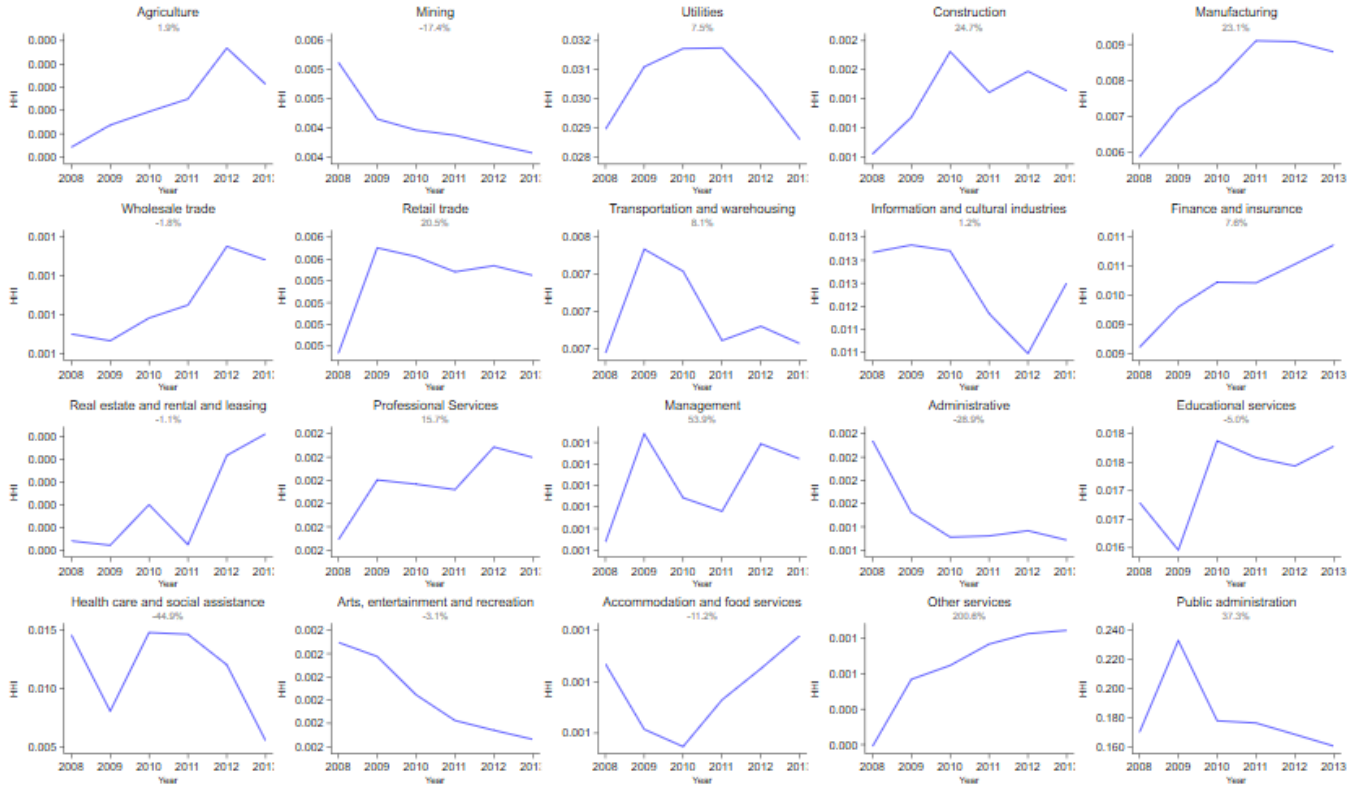 Agriculture
1.9%
0.000
0.000
0.000
0.000
0.000
0.000
HHI
2008 2009 2010 2011 2012 201
Year
Mining
-17.4%
0.006
0.005
0.005
0.004
0.004
HHI
2008 2009 2010 2011 2012 201
Year
Utilities
7.5%
0.032
0.031
0.030
0.029
0.028
HHI
2008 2009 2010 2011 2012 201
Year
Construction
24.7%
0.002
0.002
0.001
0.001
0.001
HHI
2008 2009 2010 2011 2012 201
Year
Manufacturing
23.1%
0.009
0.008
0.007
0.006
HHI
2008 2009 2010 2011 2012 2013
Year
Wholesale trade
-1.8%
0.001
0.001
0.001
0.001
HHI
2008 2009 2010 2011 2012 201
Year
Retail trade
20.5%
0.006
0.006
0.005
0.005
0.005
0.005
HHI
2008 2009 2010 2011 2012 201
Year
Transportation and warehousing
8.1%
0.008
0.007
0.007
0.007
HHI
2008 2009 2010 2011 2012 201
Year
Information and cultural industries
1.2%
0.013
0.013
0.013
0.012
0.011
0.011
HHI
2008 2009 2010 2011 2012 201
Year
Finance and insurance
7.6%
0.011
0.011
0.010
0.009
0.009
HHI
2008 2009 2010 2011 2012 2013
Year
Real estate and rental and leasing
-1.1%
0.000
0.000
0.000
0.000
0.000
0.000
HHI
2008 2009 2010 2011 2012 201
Year
Professional Services
15.7%
0.002
0.002
0.002
0.002
0.002
0.002
HHI
2008 2009 2010 2011 2012 201
Year
Management
53.9%
0.001
0.001
0.001
0.001
0.001
0.001
HHI
2008 2009 2010 2011 2012 201
Year
Administrative
-28.9%
0.002
0.002
0.002
0.002
0.001
0.001
HHI
2008 2009 2010 2011 2012 201
Year
Educational services
-5.0%
0.018
0.018
0.017
0.017
0.016
HHI
2008 2009 2010 2011 2012 2013
Year
Health care and social assistance
-44.9%
0.015
0.010
0.005
HHI
2008 2009 2010 2011 2012 201
Year
Arts, entertainment and recreation
-3.1%
0.002
0.002
0.002
0.002
0.002
0.002
HHI
2008 2009 2010 2011 2012 201
Year
Accommodation and food services
-11.2%
0.001
0.001
0.001
HHI
2008 2009 2010 2011 2012 201
Year
Other services
200.6%
0.001
0.001
0.000
0.000
HHI
2008 2009 2010 2011 2012 201
Year
Public administration
37.3%
0.240
0.220
0.200
0.180
0.160
HHI
2008 2009 2010 2011 2012 2013
Year